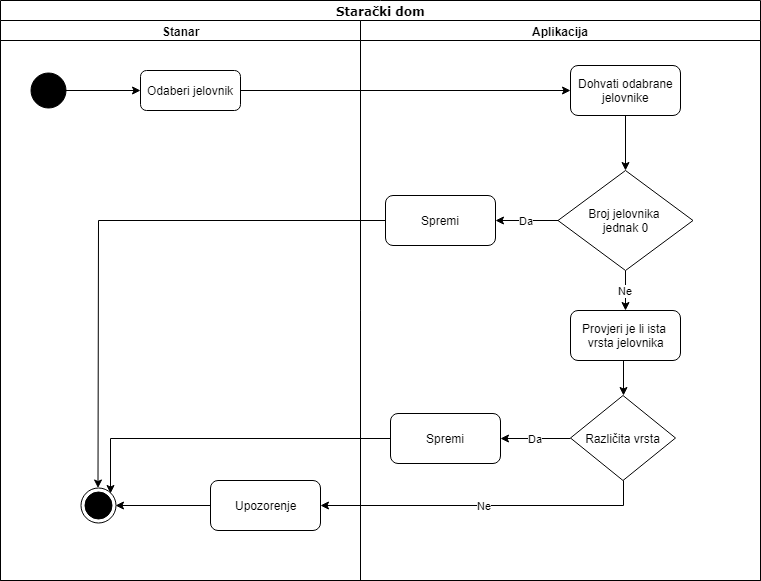 Starački dom
Stanar
Aplikacija
Odaberi jelovnik
Dohvati odabrane
jelovnike
Broj jelovnika
jednak 0
Da
Spremi
Ne
Provjeri je li ista
vrsta jelovnika
Različita vrsta
Da
Spremi
Ne
Upozorenje